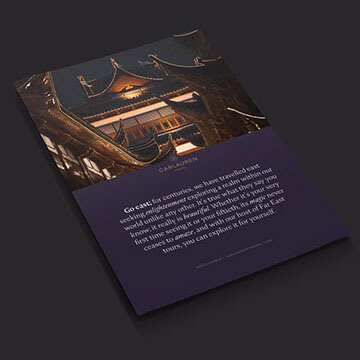 CARLAUREN
Go east; for centuries, we have travelled east
seeking enlightenment exploring a realm within our
world unlike any other. It's true what they say you
know; it really is beautiful. Whether it's your very
first time seeing it or your fiftieth, its magic never
ceases to amaze, and with our host of Far East
tours, you can explore it for yourself.